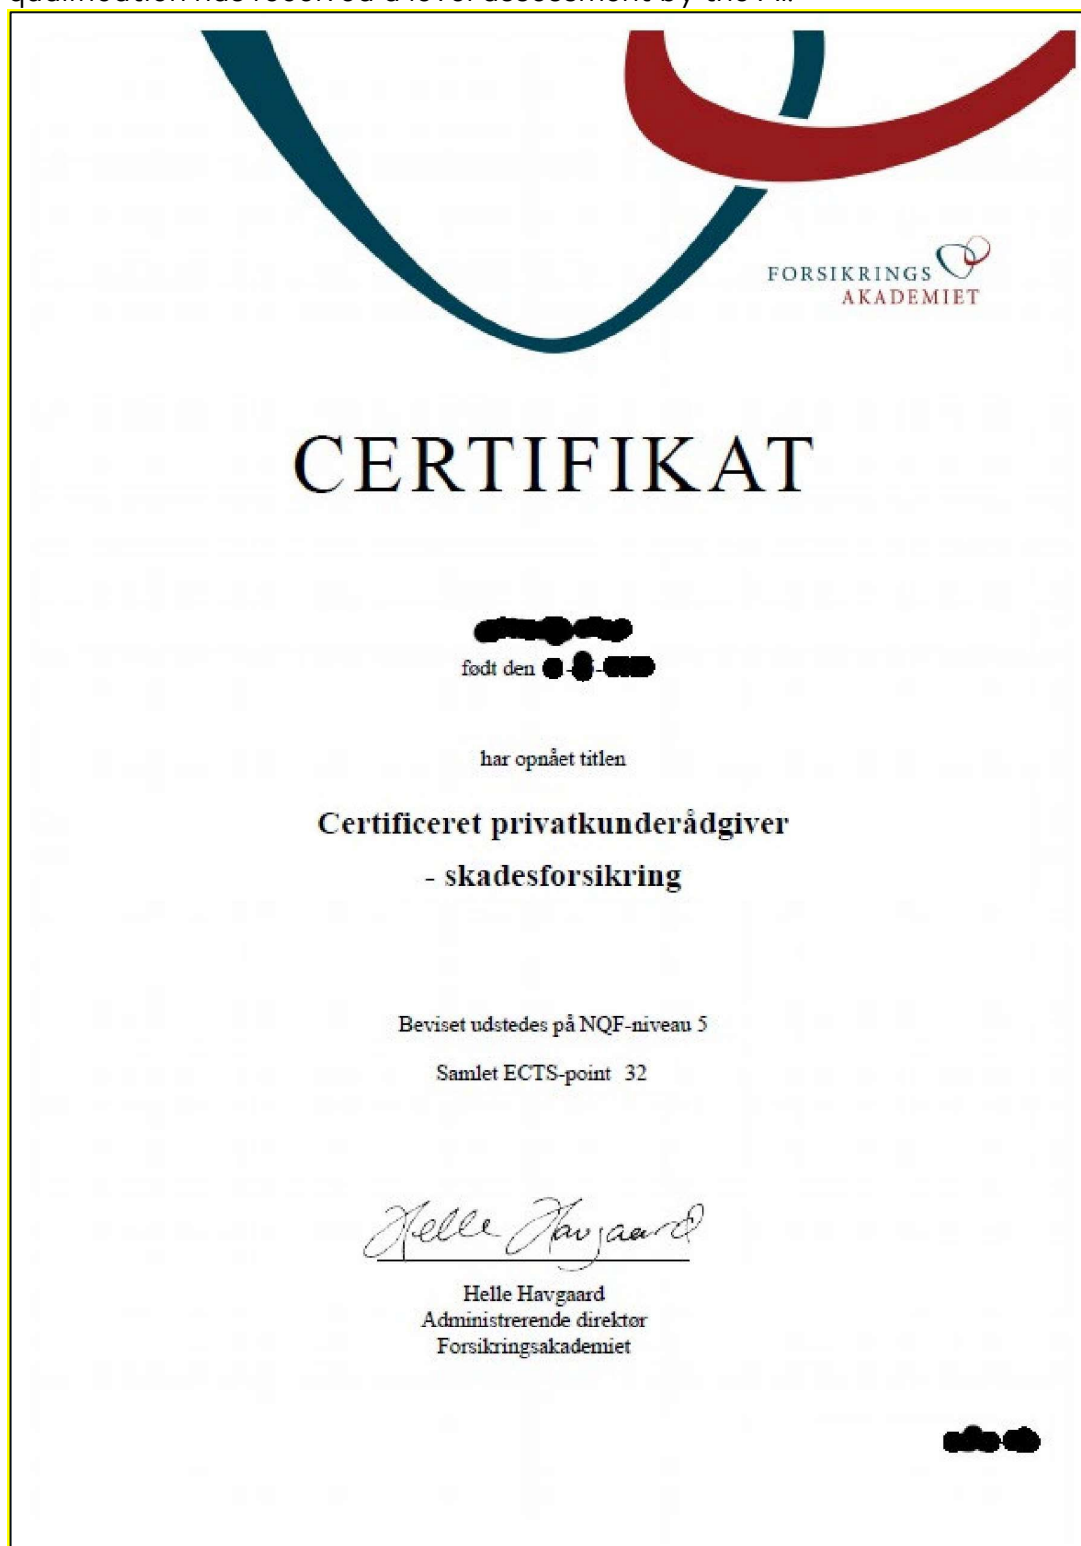 FORSIKRINGS
AKADEMIET
CERTIFIKAT
født den
har opnået titlen
Certificeret privatkunderådgiver
- skadesforsikring
Beviset udstedes på NQF-niveau 5
Samlet ECTS-point 32
Helle Havgaard
Helle Havgaard
Administrerende direktør
Forsikringsakademiet